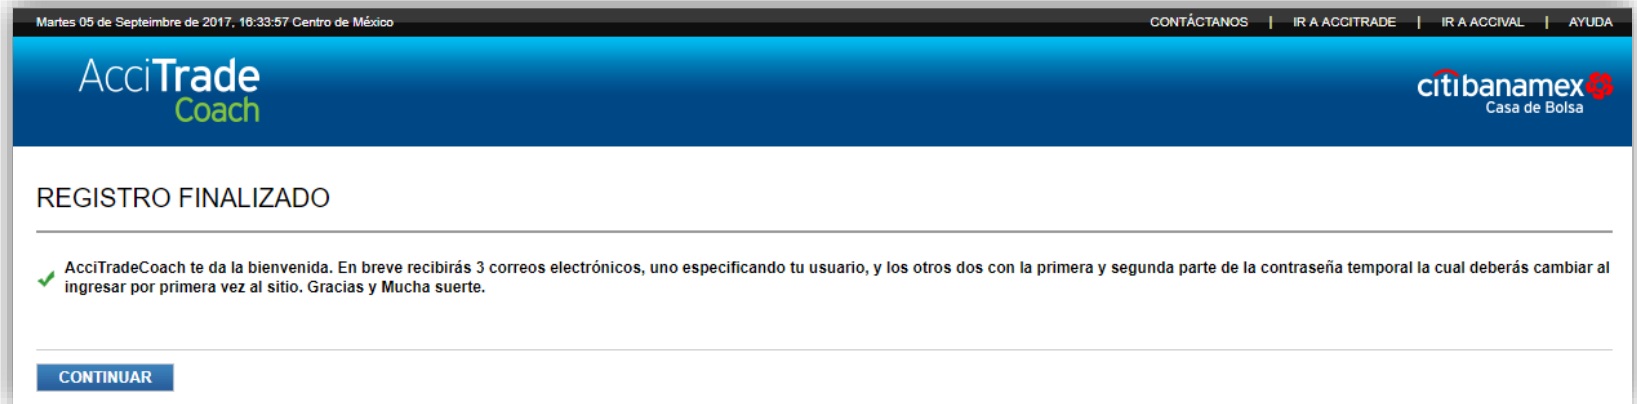 Martes 05 de Septeimbre de 2017, 16:33:57 Centro de México
CONTÁCTANOS | IR A ACCITRADE | IR A ACCIVAL | AYUDA
AcciTrade
Coach
citibanamex
Casa de Bolsa
REGISTRO FINALIZADO
AcciTradeCoach te da la bienvenida. En breve recibirás 3 correos electrónicos, uno especificando tu usuario, y los otros dos con la primera y segunda parte de la contraseña temporal la cual deberás cambiar al
ingresar por primera vez al sitio. Gracias y Mucha suerte.
CONTINUAR